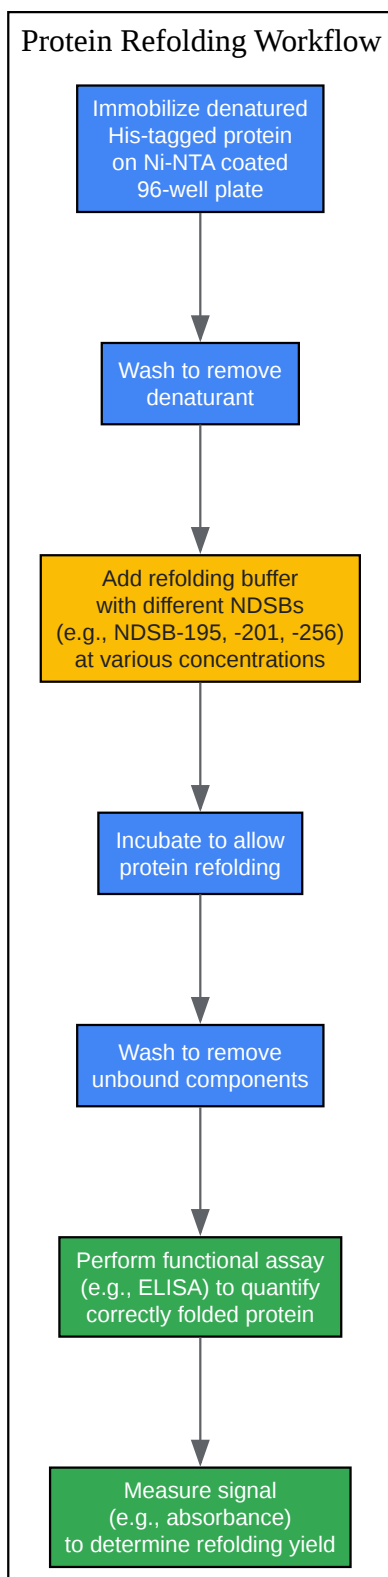 Protein Refolding Workflow
Immobilize denatured
His-tagged protein
on Ni-NTA coated
96-well plate
Wash to remove
denaturant
Add refolding buffer
with different NDSBs
(e.g., NDSB-195, -201, -256)
at various concentrations
Incubate to allow
protein refolding
Wash to remove
unbound components
Perform functional assay
(e.g., ELISA) to quantify
correctly folded protein
Measure signal
(e.g., absorbance)
to determine refolding yield